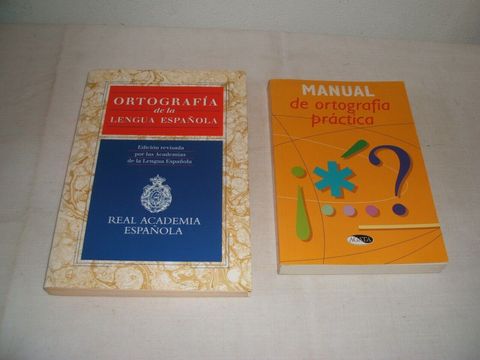 ORTOGRAFÍA
de la
LENGUA ESPAÑOLA
Edición revisada
por las Academias
de la Lengua Española
REAL ACADEMIA
ESPAÑOLA
MANUAL
de ortografía
práctica